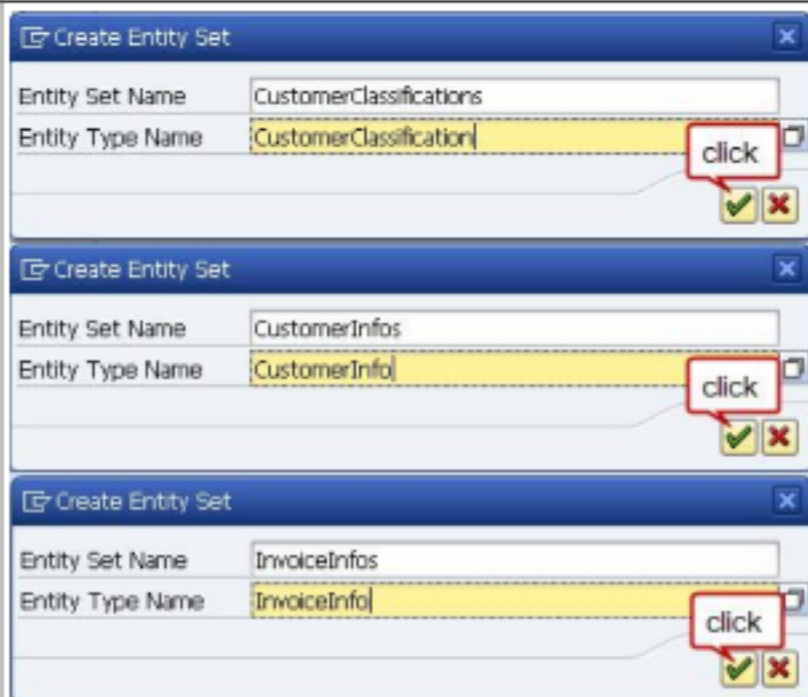 Create Entity Set
Entity Set Name CustomerClassifications
Entity Type Name CustomerClassification
click
Create Entity Set
Entity Set Name CustomerInfos
Entity Type Name CustomerInfo
click
Create Entity Set
Entity Set Name InvoiceInfos
Entity Type Name InvoiceInfo
click